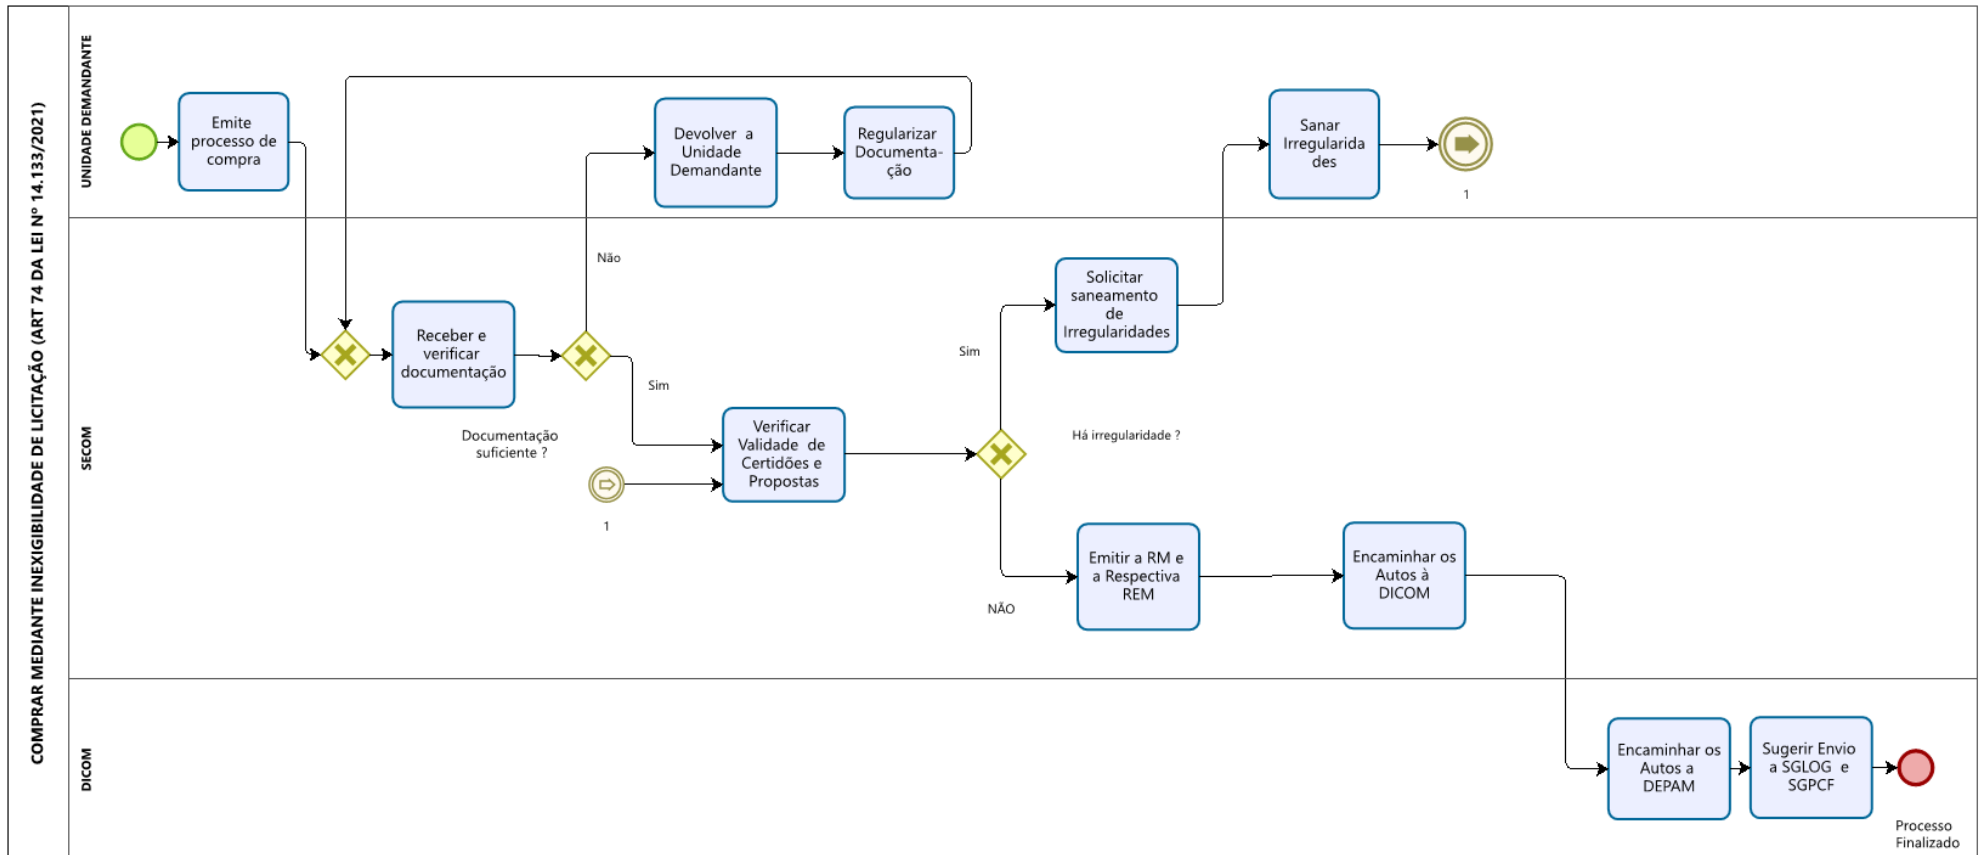 COMPRAR MEDIANTE INEXIGIBILIDADE DE LICITAÇÃO (ART 74 DA LEI Nº 14.133/2021)
UNIDADE DEMANDANTE
Emite
processo de
compra
Devolver a
Unidade
Demandante
Regularizar
Documenta-
ção
Sanar
Irregularida
des
1
SECOM
Não
Receber e
verificar
documentação
Documentação
suficiente ?
Sim
1
Verificar
Validade de
Certidões e
Propostas
Sim
Solicitar
saneamento
de
Irregularidades
Há irregularidade ?
NÃO
Emitir a RM e
a Respectiva
REM
Encaminhar os
Autos à
DICOM
DICOM
Encaminhar os
Autos a
DEPAM
Sugerir Envio
a SGLOG e
SGPCF
Processo
Finalizado